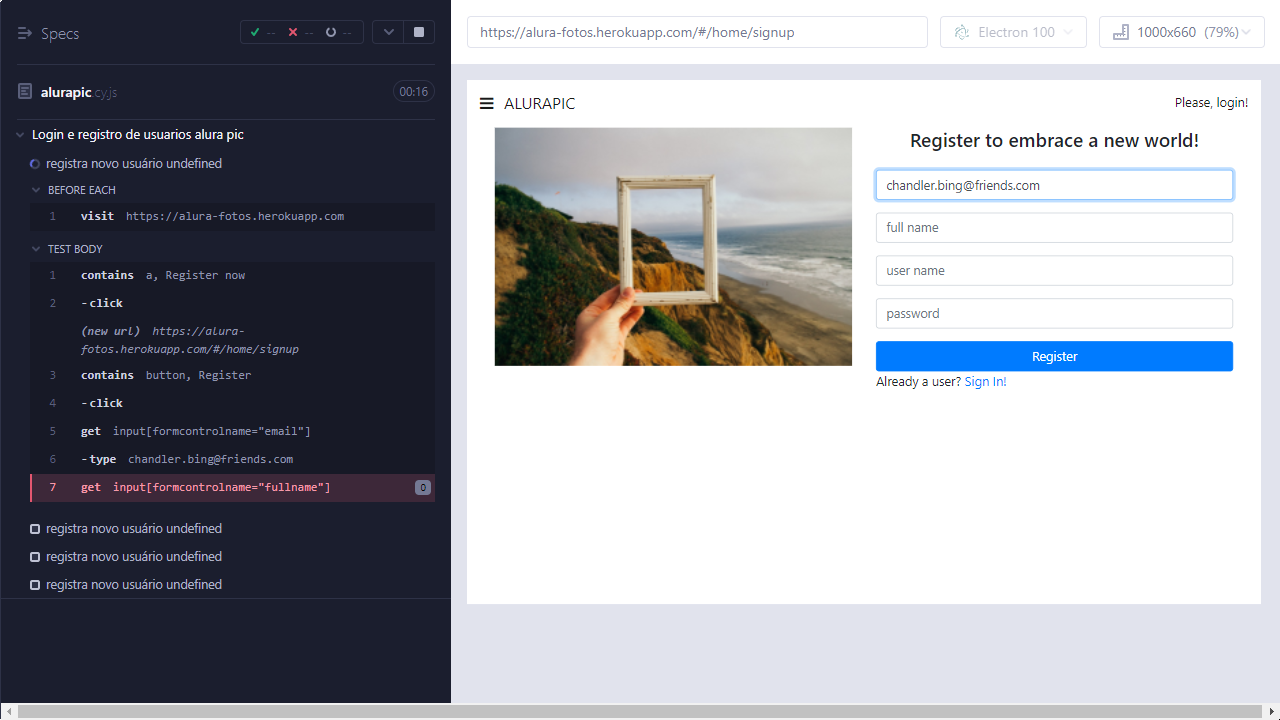 Specs
-- -- --
https://alura-fotos.herokuapp.com/#/home/signup
Electron 100
1000x660 (79%)
alurapic.cy.js
00:16
Login e registro de usuarios alura pic
registra novo usuário undefined
BEFORE EACH
1 visit https://alura-fotos.herokuapp.com
TEST BODY
1 contains a, Register now
2 -click
(new url) https://alura-
fotos.herokuapp.com/#/home/signup
3 contains button, Register
4 -click
5 get input[formcontrolname="email"]
6 -type chandler.bing@friends.com
7 get input[formcontrolname="fullname"] 0
registra novo usuário undefined
registra novo usuário undefined
registra novo usuário undefined
ALURAPIC
Please, login!
Register to embrace a new world!
chandler.bing@friends.com
full name
user name
password
Register
Already a user? Sign In!